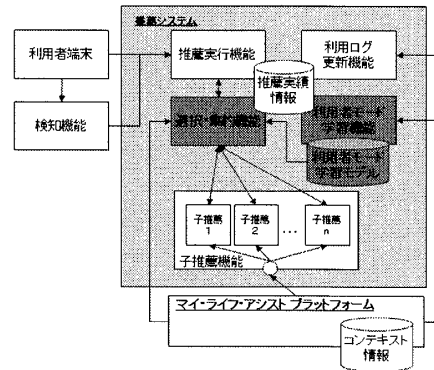 推薦システム
利用者端末
検知機能
推薦実行機能
利用ログ
更新機能
推薦実績
情報
選択・集約機能
利用者モード
学習機能
利用者モード
学習モデル
子推薦
1
子推薦
2
...
子推薦
n
子推薦機能
マイ・ライフ・アシスト プラットフォーム
コンテキスト
情報